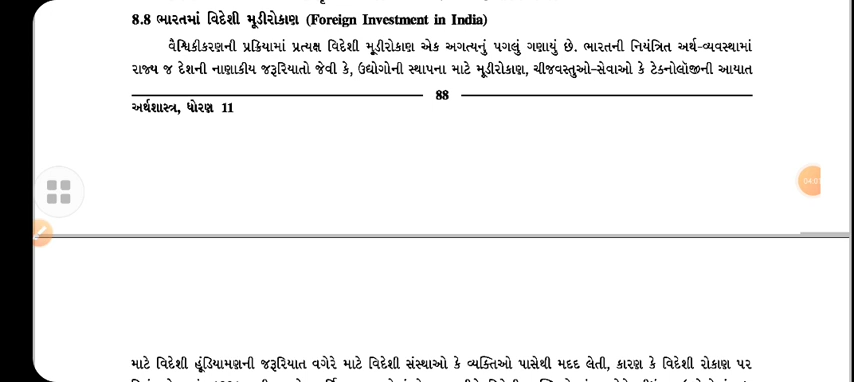 8.8 ભારતમાં વિદેશી મૂડીરોકાણ (Foreign Investment in India)
વૈશ્વિકીકરણની પ્રક્રિયામાં પ્રત્યક્ષ વિદેશી મૂડીરોકાણ એક અગત્યનું પગલું ગણાયું છે. ભારતની નિયંત્રિત અર્થ-વ્યવસ્થામાં
રાજ્ય જ દેશની નાણાકીય જરૂરિયાતો જેવી કે, ઉદ્યોગોની સ્થાપના માટે મૂડીરોકાણ, ચીજવસ્તુઓ-સેવાઓ કે ટેક્નોલૉજીની આયાત
88
અર્થશાસ્ત્ર, ધોરણ 11
માટે વિદેશી હૂંડિયામણની જરૂરિયાત વગેરે માટે વિદેશી સંસ્થાઓ કે વ્યક્તિઓ પાસેથી મદદ લેતી, કારણ કે વિદેશી રોકાણ પર